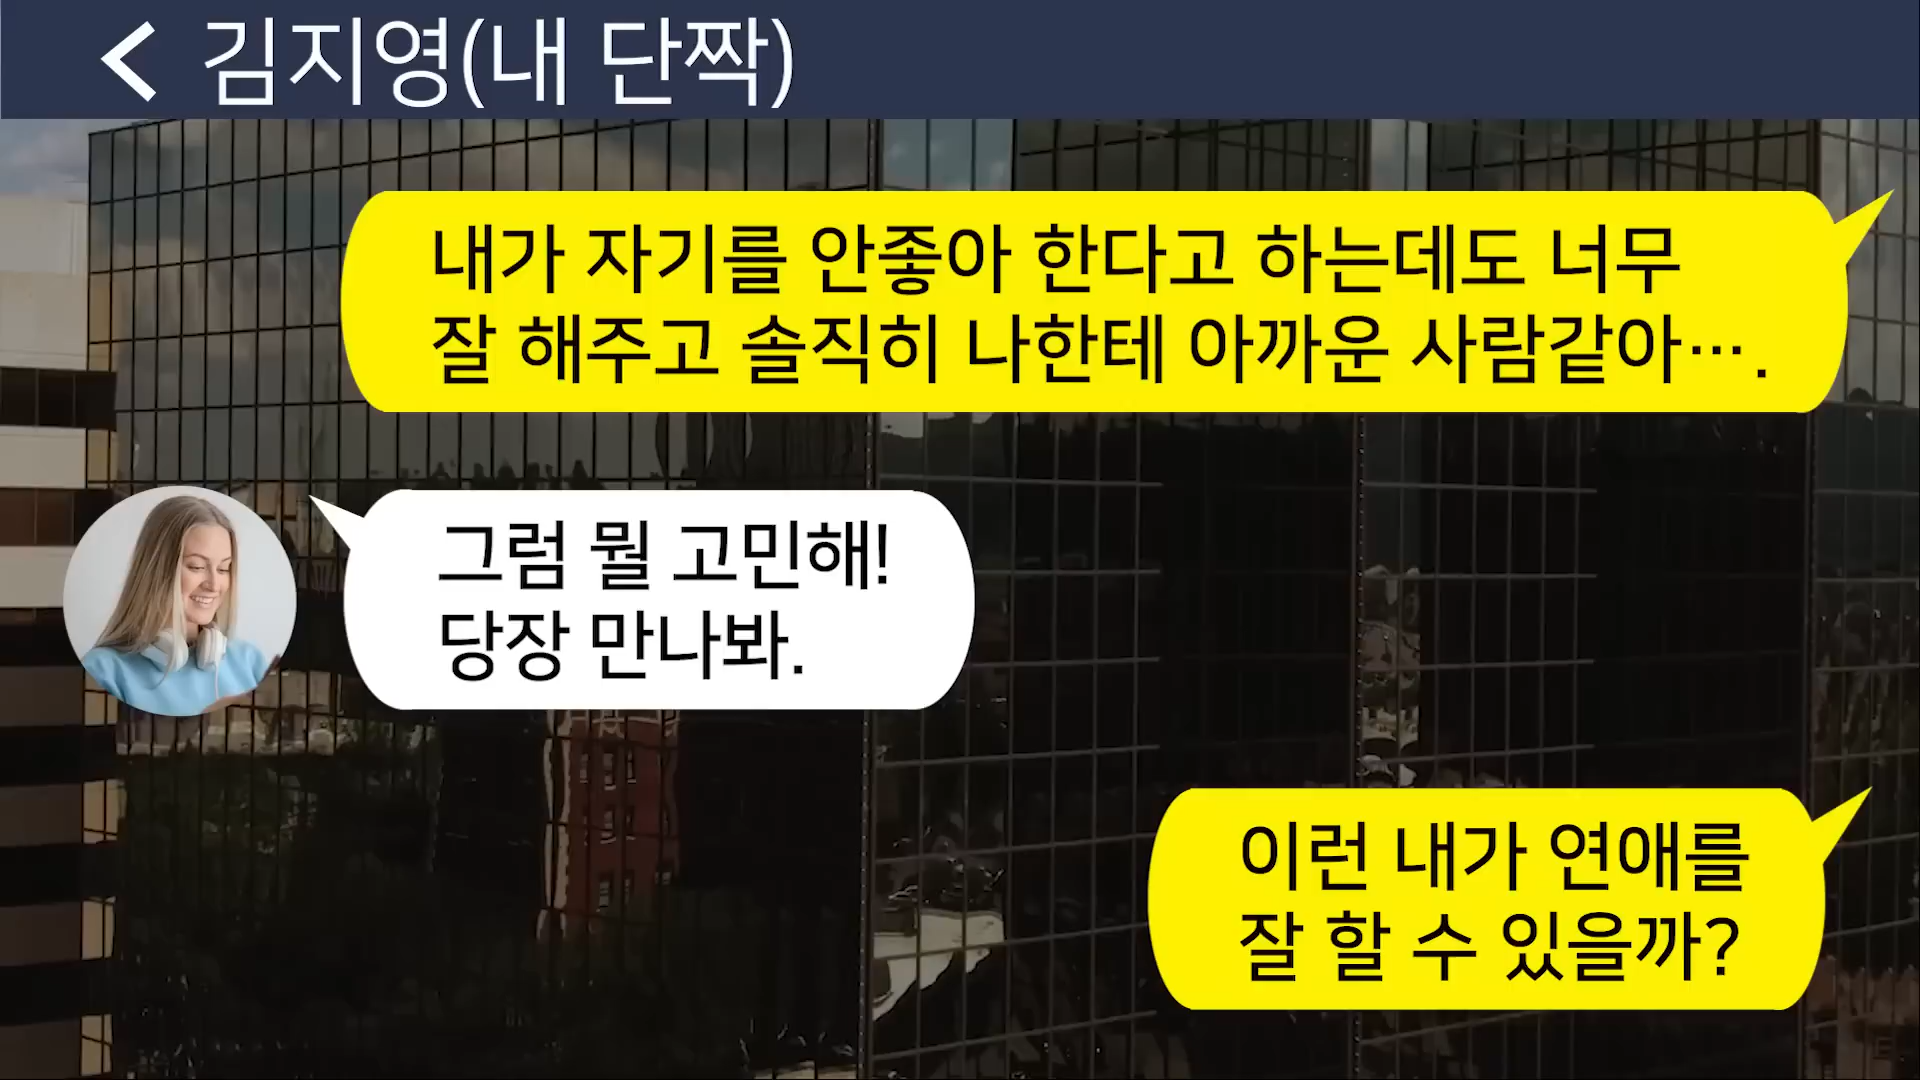 김지영(내 단짝)
내가 자기를 안좋아 한다고 하는데도 너무
잘 해주고 솔직히 나한테 아까운 사람같아….
그럼 뭘 고민해!
당장 만나봐.
이런 내가 연애를
잘 할 수 있을까?